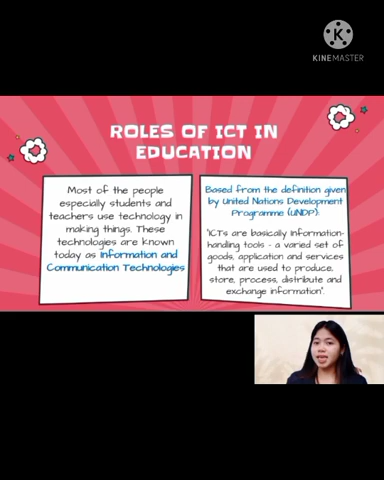 K
KINEMASTER
ROLES OF ICT IN
EDUCATION
Most of the people
especially students and
teachers use technology in
making things. These
technologies are known
today as Information and
Communication Technologies
Based from the definition given
by United Nations Development
Programme (UNDP):
"ICTs are basically Information-
handling tools - a varied set of
goods, application and services
that are used to produce,
store, process, distribute and
exchange information".